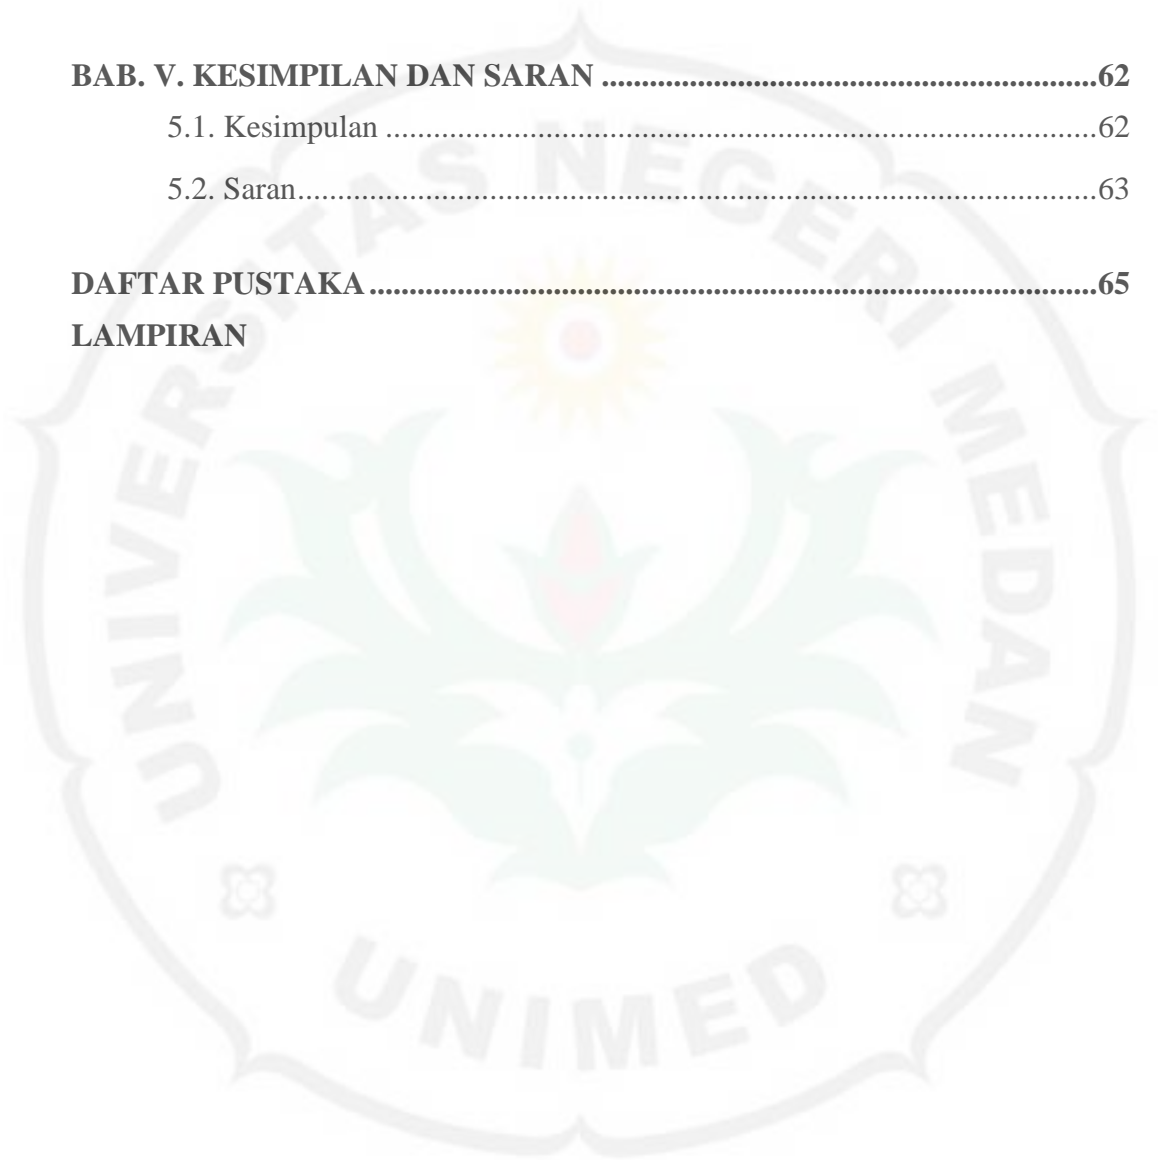 BAB. V. KESIMPILAN DAN SARAN ..............................................................62
5.1. Kesimpulan .........................................................................................62
5.2. Saran....................................................................................................63
DAFTAR PUSTAKA...........................................................................................65
LAMPIRAN
UNIVERSITAS NEGERI MEDAN
UNIMED